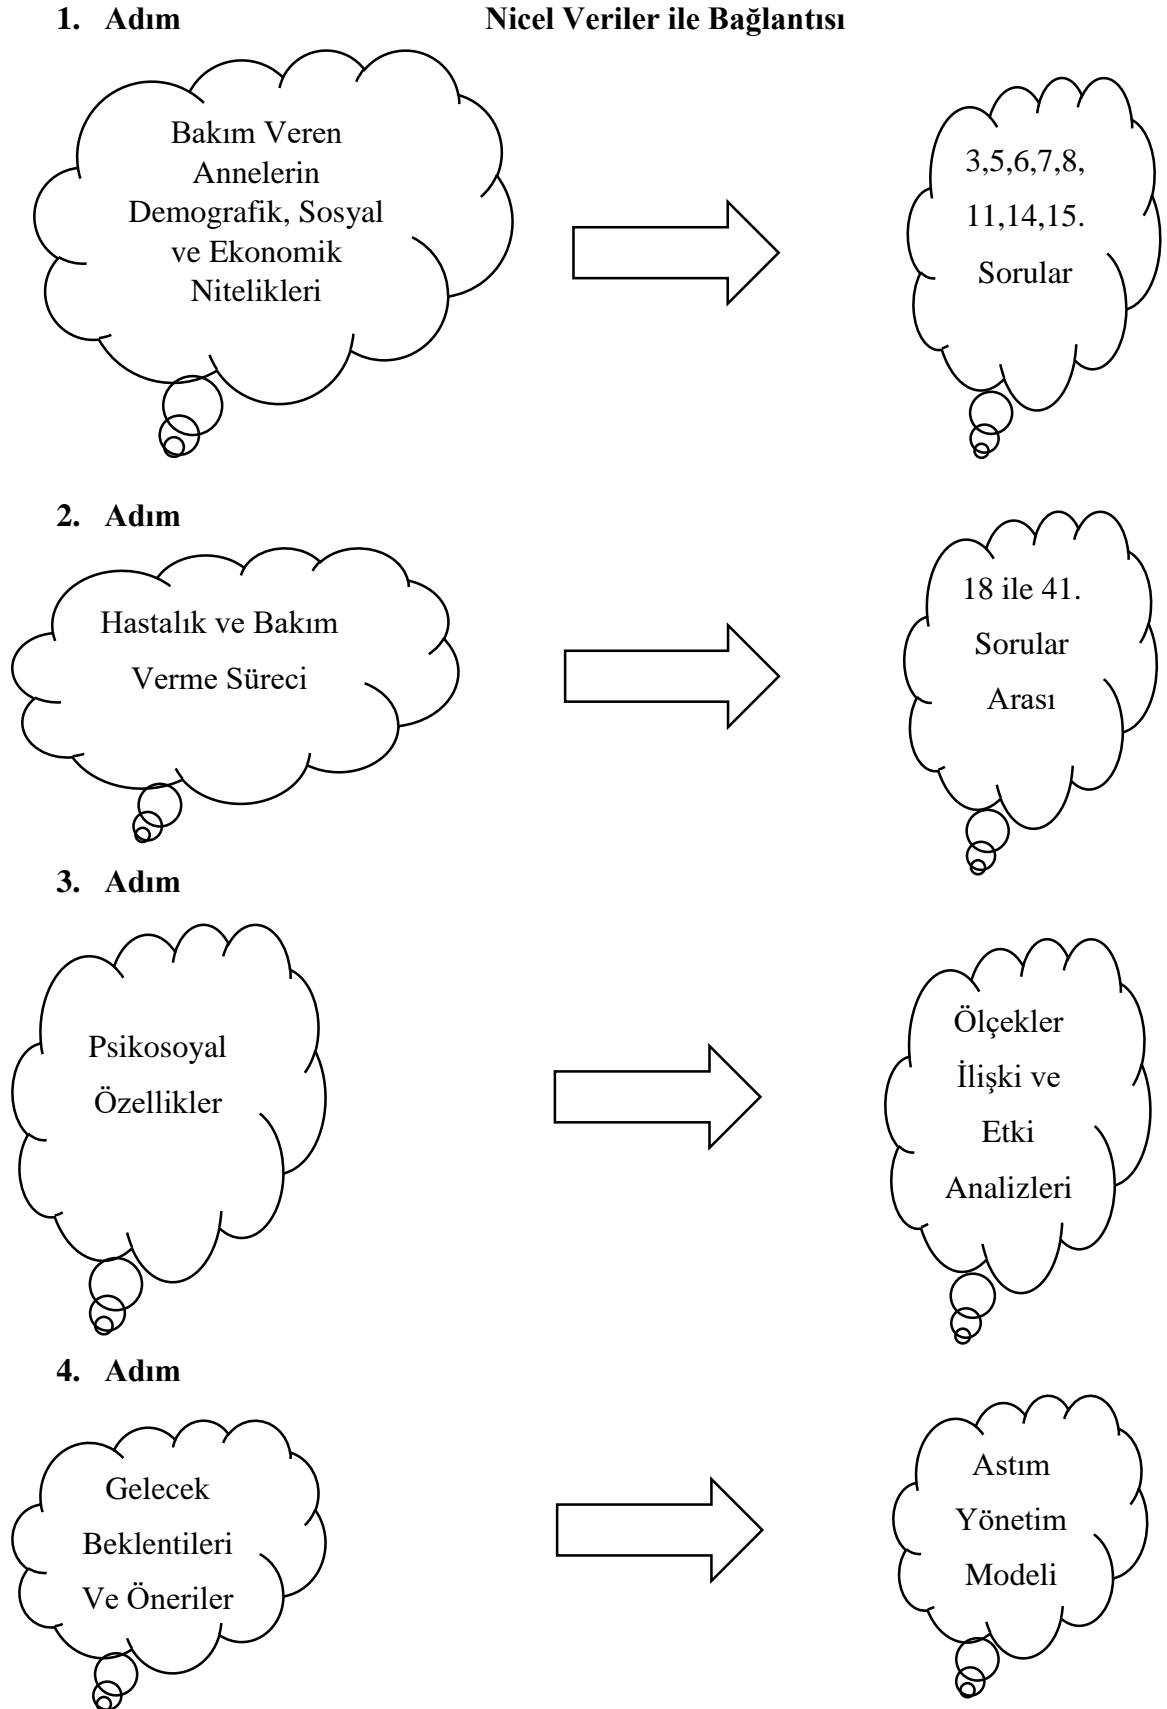 1. Adım Nicel Veriler ile Bağlantısı
Bakım Veren
Annelerin
Demografik, Sosyal
ve Ekonomik
Nitelikleri
3,5,6,7,8,
11,14,15.
Sorular
2. Adım
Hastalık ve Bakım
Verme Süreci
18 ile 41.
Sorular
Arası
3. Adım
Psikosoyal
Özellikler
Ölçekler
İlişki ve
Etki
Analizleri
4. Adım
Gelecek
Beklentileri
Ve Öneriler
Astım
Yönetim
Modeli